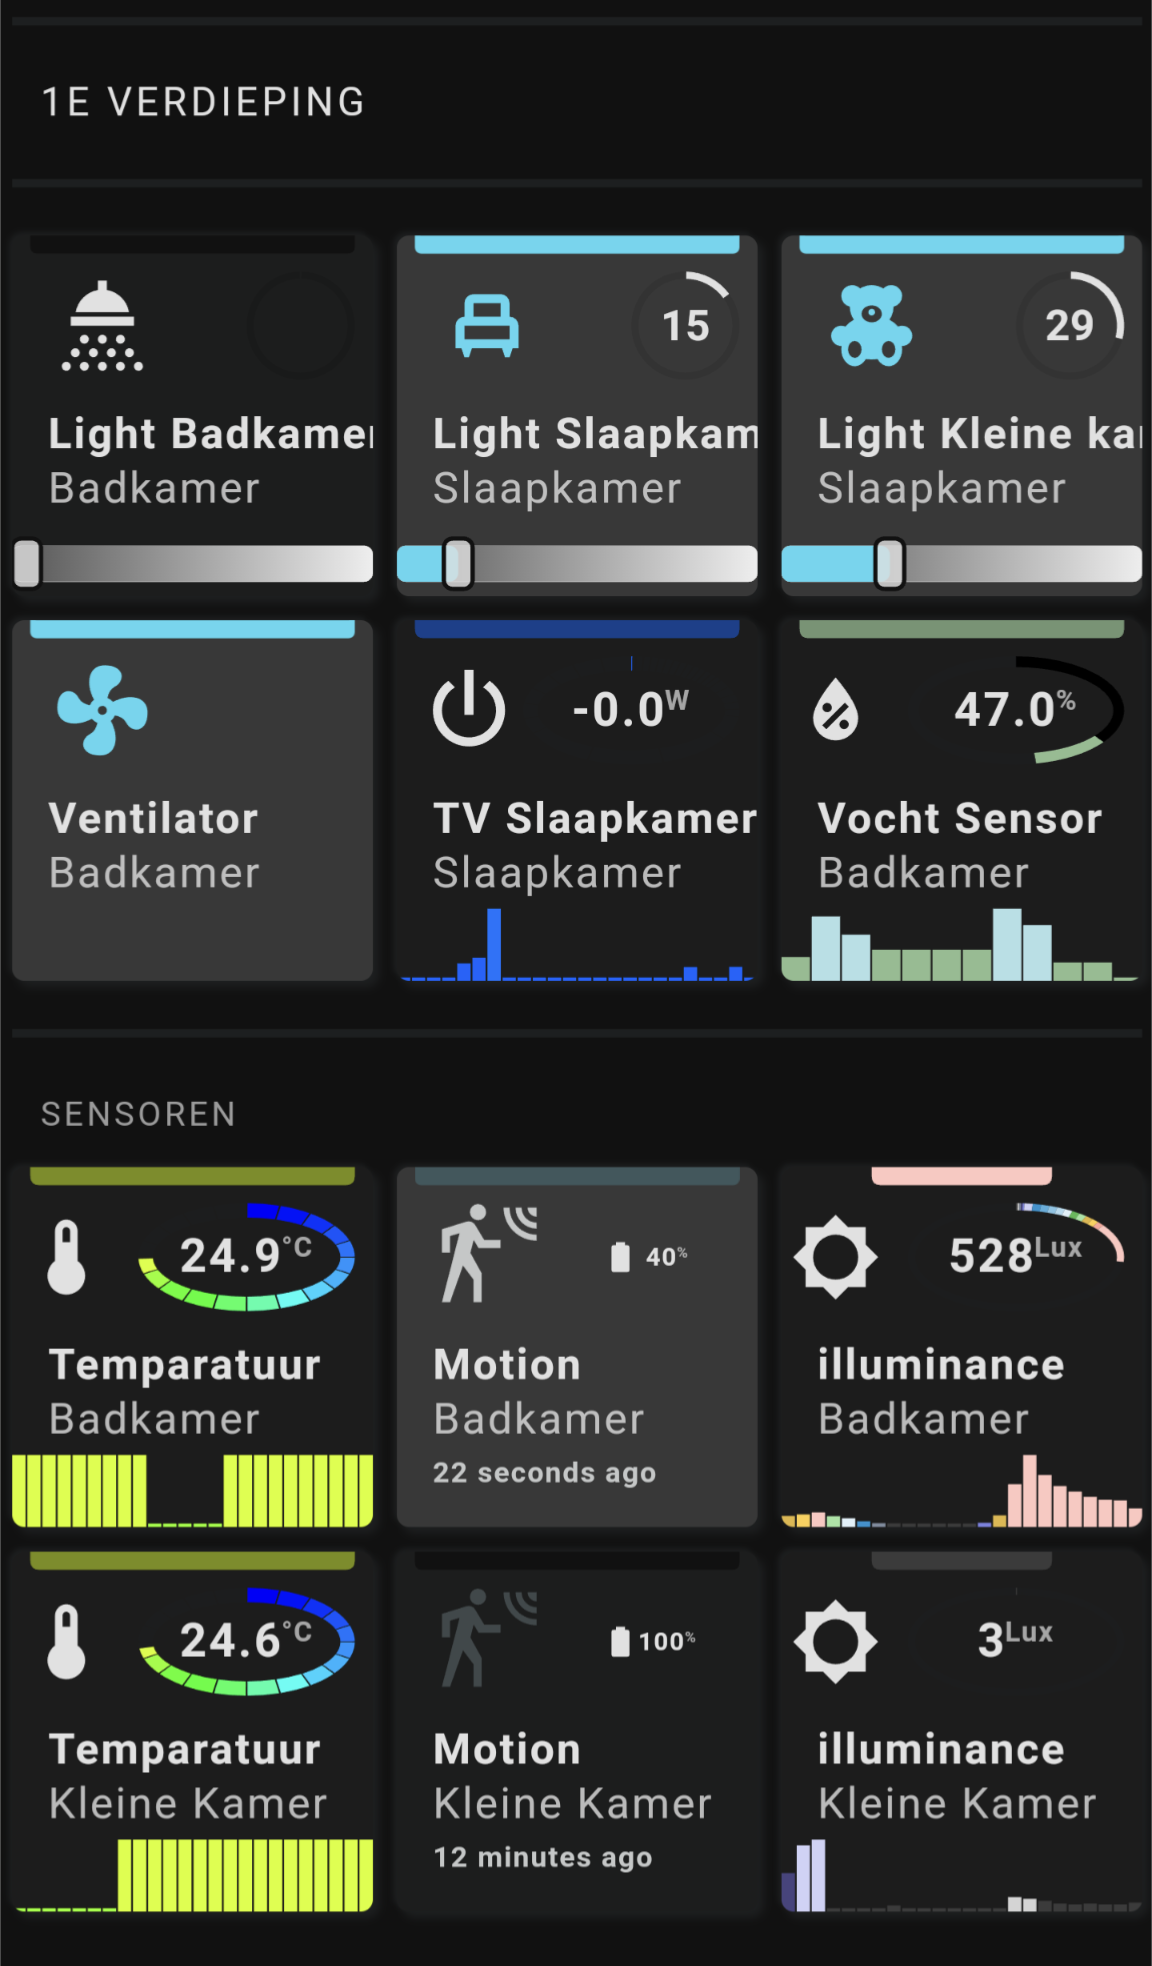 1E VERDIEPING
15
29
Light Badkamer
Badkamer
Light Slaapkam
Slaapkamer
Light Kleine ka
Slaapkamer
-0.0W
47.0%
Ventilator
Badkamer
TV Slaapkamer
Slaapkamer
Vocht Sensor
Badkamer
SENSOREN
24.9°C
40%
528Lux
Temparatuur
Badkamer
Motion
Badkamer
22 seconds ago
illuminance
Badkamer
24.6°C
100%
3Lux
Temparatuur
Kleine Kamer
Motion
Kleine Kamer
12 minutes ago
illuminance
Kleine Kamer